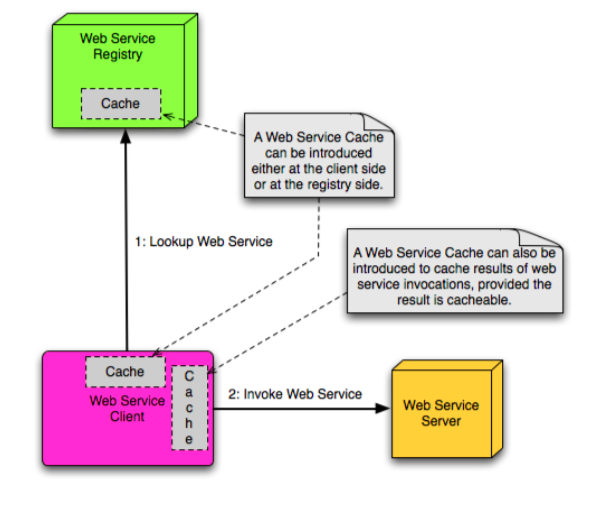 Web Service
Registry
Cache
A Web Service Cache
can be introduced
either at the client side
or at the registry side.
1: Lookup Web Service
A Web Service Cache can also be
introduced to cache results of web
service invocations, provided the
result is cacheable.
Cache
Web Service
Client
C
a
c
h
e
2: Invoke Web Service
Web Service
Server